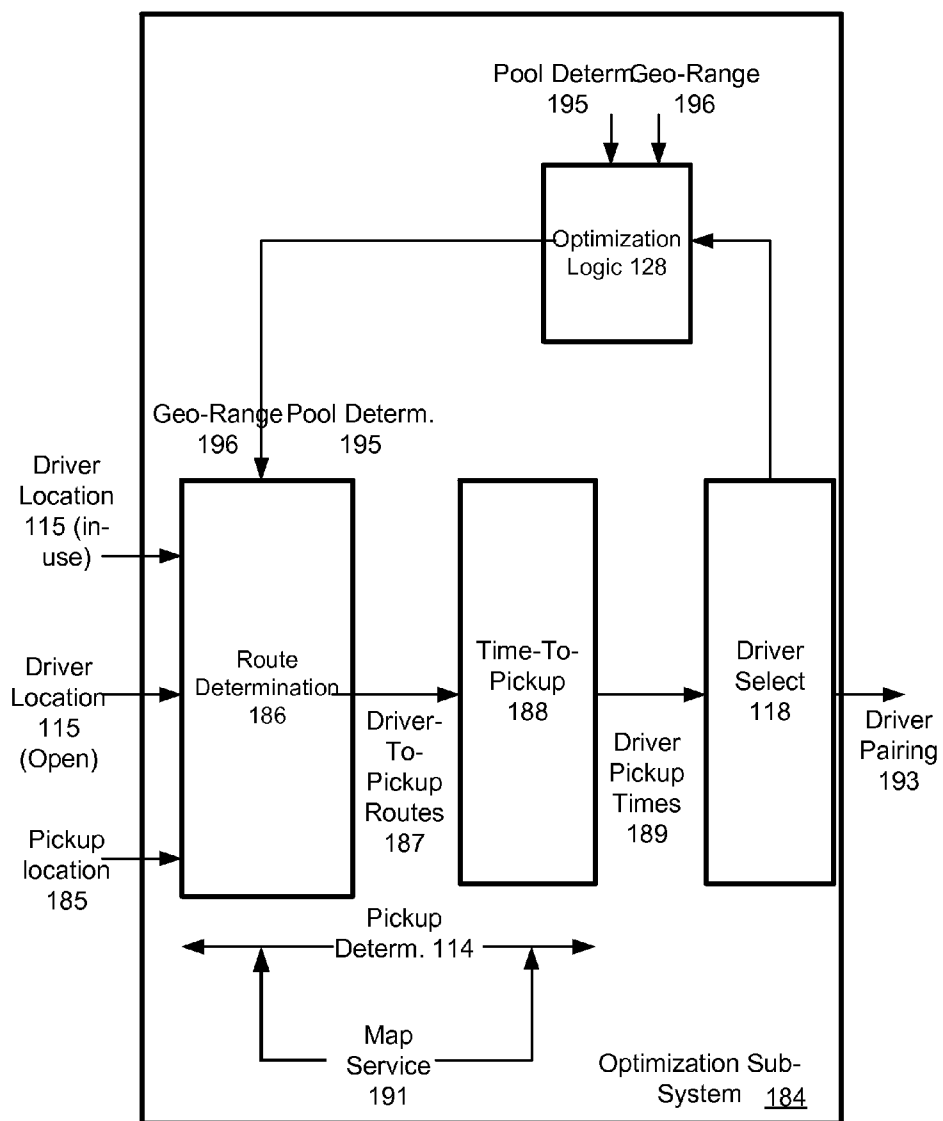 Pool Determ.
195
Geo-Range
196
Optimization
Logic 128
Geo-Range
196
Pool Determ.
195
Driver
Location
115 (in-
use)
Driver
Location
115
(Open)
Pickup
location
185
Route
Determination
186
Driver-
To-
Pickup
Routes
187
Time-To-
Pickup
188
Driver
Pickup
Times
189
Driver
Select
118
Driver
Pairing
193
Pickup
Determ. 114
Map
Service
191
Optimization Sub-
System 184